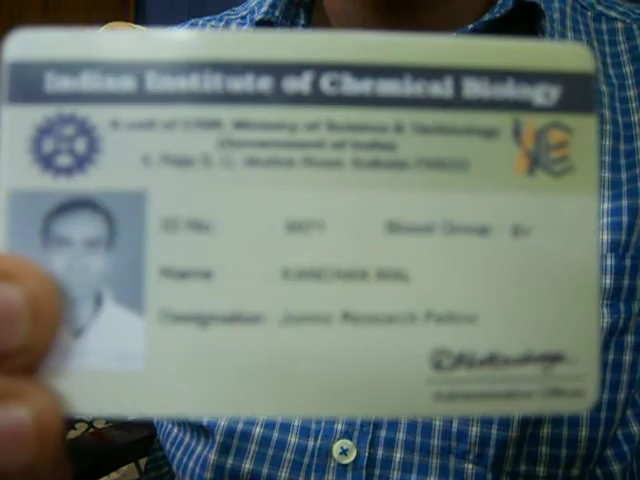 Indian Institute of Chemical Biology
A unit of CSIR, Ministry of Science & Technology
(Government of India)
4, Raja S. C. Mullick Road, Kolkata
ID No. Blood Group
Name KANCHAN
Designation Junior Research Fellow
Administrative Officer